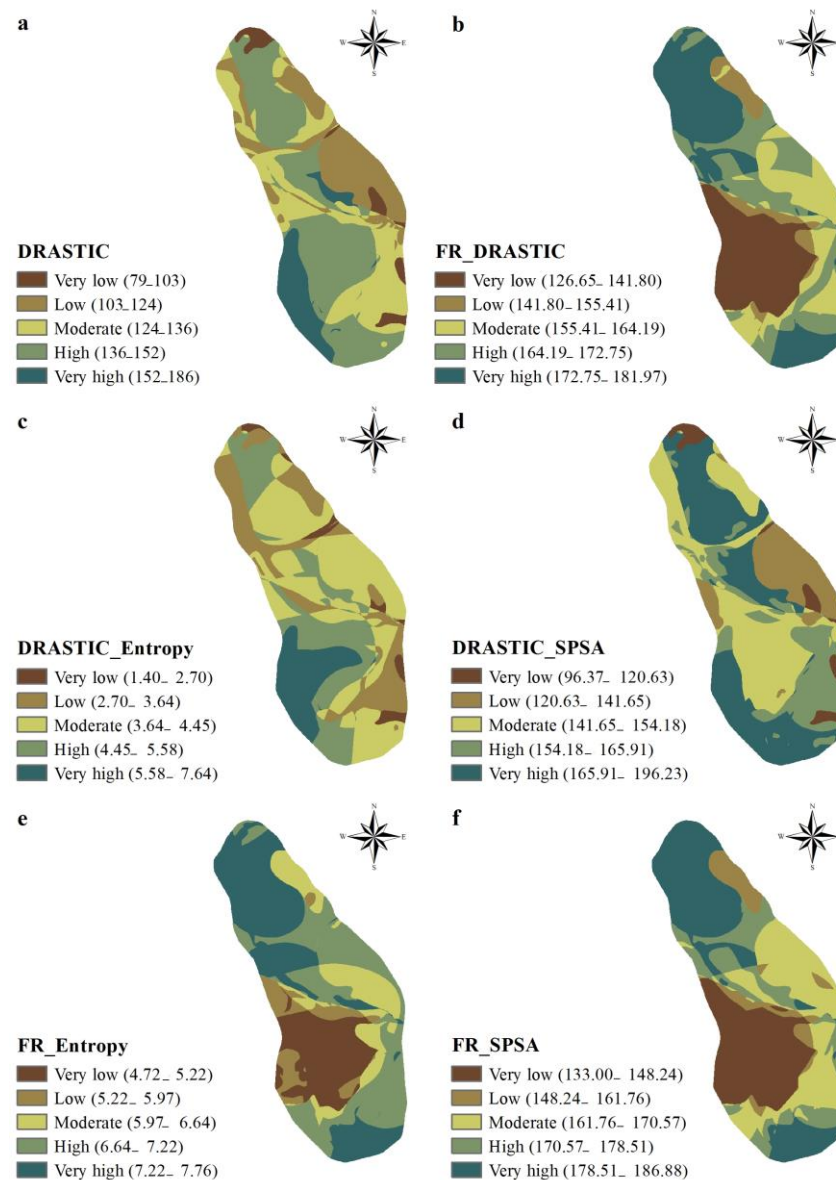 a
N
W E
S
DRASTIC
Very low (79_103)
Low (103_124)
Moderate (124_136)
High (136_152)
Very high (152_186)
b
N
W
S
FR_DRASTIC
Very low (126.65_ 141.80)
Low (141.80_ 155.41)
Moderate (155.41_ 164.19)
High (164.19_ 172.75)
Very high (172.75_ 181.97)
c
N
W E
S
DRASTIC_Entropy
Very low (1.40_ 2.70)
Low (2.70_ 3.64)
Moderate (3.64_ 4.45)
High (4.45_ 5.58)
Very high (5.58_ 7.64)
d
N
W
S
DRASTIC_SPSA
Very low (96.37_ 120.63)
Low (120.63_ 141.65)
Moderate (141.65_ 154.18)
High (154.18_ 165.91)
Very high (165.91_ 196.23)
e
N
W E
S
FR_Entropy
Very low (4.72_ 5.22)
Low (5.22_ 5.97)
Moderate (5.97_ 6.64)
High (6.64_ 7.22)
Very high (7.22_ 7.76)
f
N
W
S
FR_SPSA
Very low (133.00_ 148.24)
Low (148.24_ 161.76)
Moderate (161.76_ 170.57)
High (170.57_ 178.51)
Very high (178.51_ 186.88)